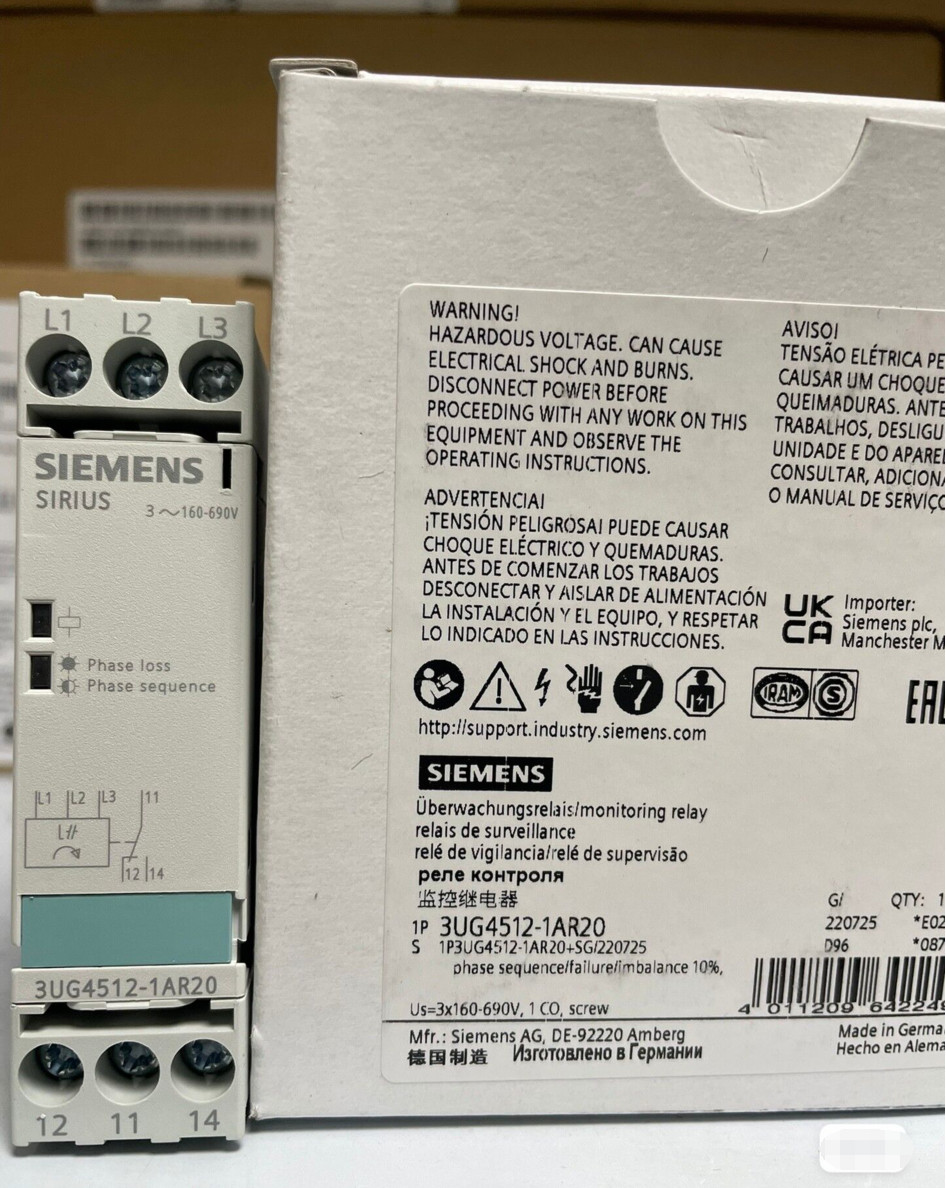 L1 L2 L3
SIEMENS
SIRIUS
3 ~160-690V
Phase loss
Phase sequence
L1 L2 L3 11
12 14
3UG4512-1AR20
12 11 14
WARNING!
HAZARDOUS VOLTAGE. CAN CAUSE
ELECTRICAL SHOCK AND BURNS.
DISCONNECT POWER BEFORE
PROCEEDING WITH ANY WORK ON THIS
EQUIPMENT AND OBSERVE THE
OPERATING INSTRUCTIONS.
ADVERTENCIA!
¡TENSIÓN PELIGROSA! PUEDE CAUSAR
CHOQUE ELÉCTRICO Y QUEMADURAS.
ANTES DE COMENZAR LOS TRABAJOS
DESCONECTAR Y AISLAR DE ALIMENTACIÓN
LA INSTALACIÓN Y EL EQUIPO, Y RESPETAR
LO INDICADO EN LAS INSTRUCCIONES.
AVISO!
TENSÃO ELÉTRICA PE
CAUSAR UM CHOQUE
QUEIMADURAS. ANTE
TRABALHOS, DESLIGU
UNIDADE E DO APAREL
CONSULTAR, ADICIONA
O MANUAL DE SERVIÇO
UK
CA
Importer:
Siemens plc,
Manchester M
IRAM S
EAC
http://support.industry.siemens.com
SIEMENS
Überwachungsrelais/monitoring relay
relais de surveillance
relé de vigilancia/relé de supervisão
реле контроля
监控继电器
1P 3UG4512-1AR20
S 1P3UG4512-1AR20+SG/220725
phase sequence/failure/imbalance 10%,
Us=3x160-690V, 1 CO, screw
G/ QTY: 1
220725 *E02
D96 *087
4 011209 642249
Mfr.: Siemens AG, DE-92220 Amberg
德国制造 Изготовлено в Германии
Made in Germa
Hecho en Alema